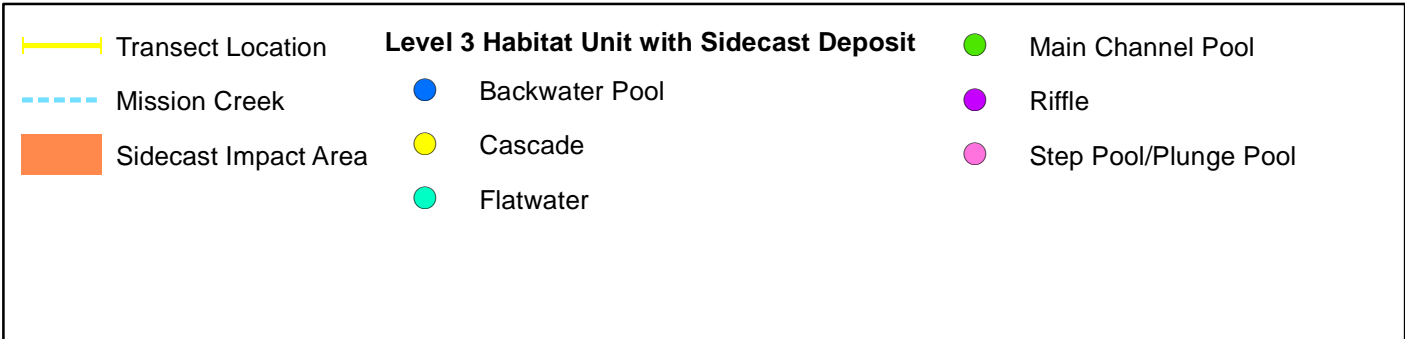 Transect Location
Mission Creek
Sidecast Impact Area
Level 3 Habitat Unit with Sidecast Deposit
Backwater Pool
Cascade
Flatwater
Main Channel Pool
Riffle
Step Pool/Plunge Pool